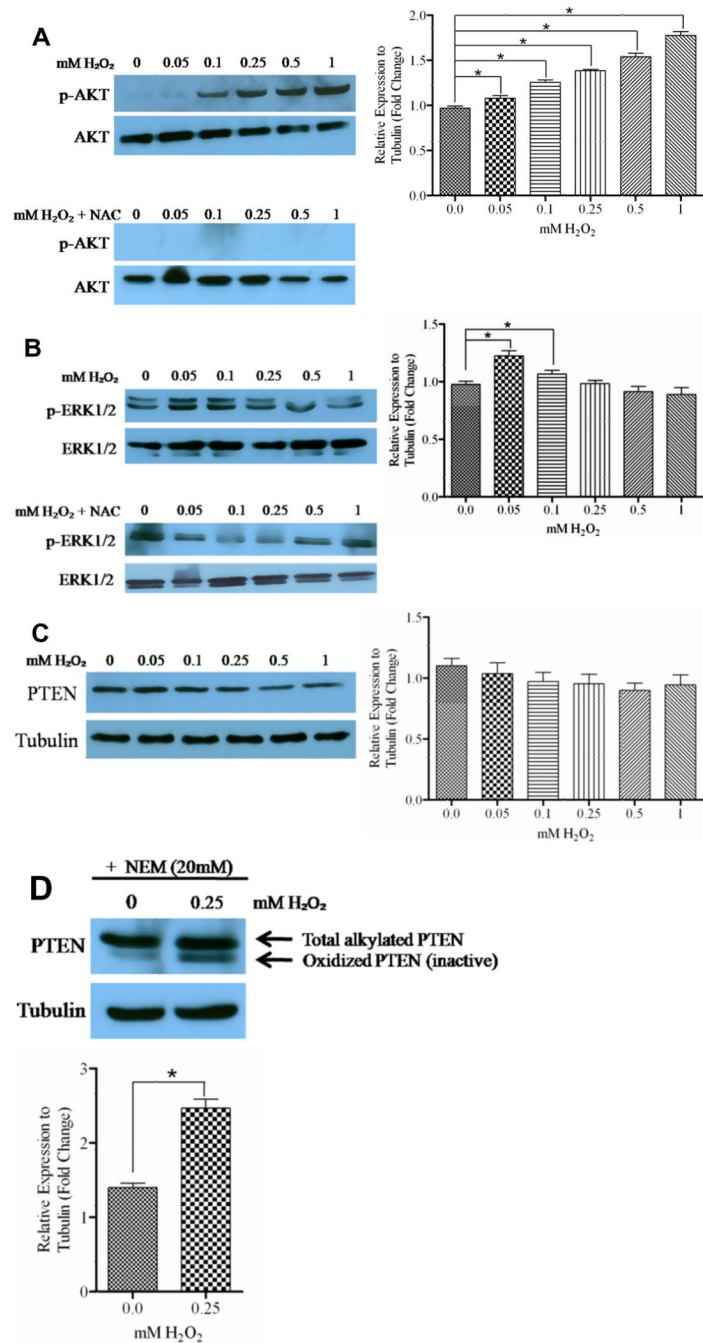 A
mM H₂O₂ 0 0.05 0.1 0.25 0.5 1
p-AKT
AKT
mM H₂O₂ + NAC 0 0.05 0.1 0.25 0.5 1
p-AKT
AKT
Relative Expression to
Tubulin (Fold Change)
2.0
1.5
1.0
0.5
0.0
* * * * *
0.0 0.05 0.1 0.25 0.5 1
mM H₂O₂
B
mM H₂O₂ 0 0.05 0.1 0.25 0.5 1
p-ERK1/2
ERK1/2
mM H₂O₂ + NAC 0 0.05 0.1 0.25 0.5 1
p-ERK1/2
ERK1/2
Relative Expression to
Tubulin (Fold Change)
1.5
1.0
0.5
0.0
* *
0.0 0.05 0.1 0.25 0.5 1
mM H₂O₂
C
mM H₂O₂ 0 0.05 0.1 0.25 0.5 1
PTEN
Tubulin
Relative Expression to
Tubulin (Fold Change)
1.5
1.0
0.5
0.0
0.0 0.05 0.1 0.25 0.5 1
mM H₂O₂
D
+ NEM (20mM)
0 0.25 mM H₂O₂
PTEN
Total alkylated PTEN
Oxidized PTEN (inactive)
Tubulin
Relative Expression to
Tubulin (Fold Change)
3
2
1
0
*
0.0 0.25
mM H₂O₂